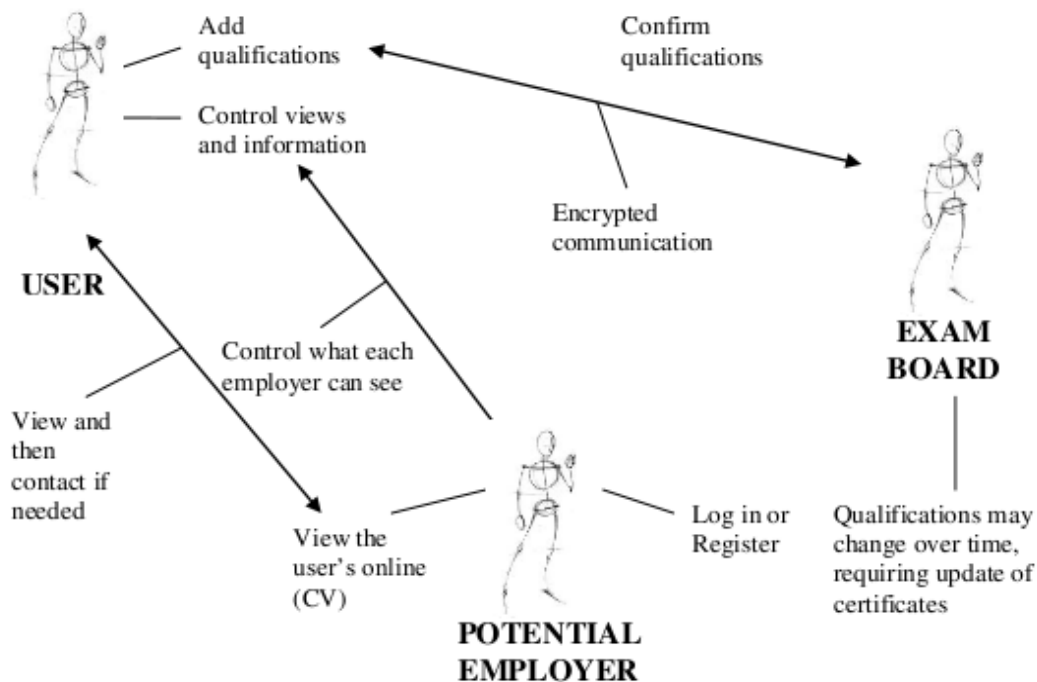 Add
qualifications
Confirm
qualifications
Control views
and information
Encrypted
communication
USER
EXAM
BOARD
Control what each
employer can see
View and
then
contact if
needed
View the
user's online
(CV)
Log in or
Register
Qualifications may
change over time,
requiring update of
certificates
POTENTIAL
EMPLOYER